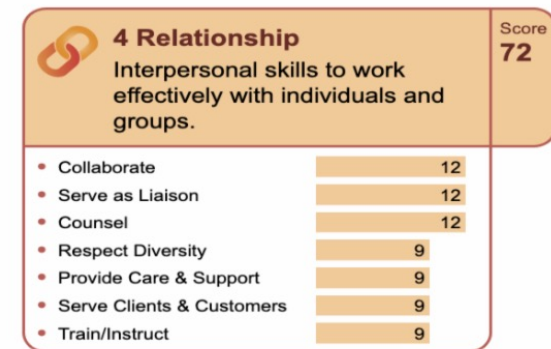 4 Relationship
Interpersonal skills to work
effectively with individuals and
groups.
Score
72
• Collaborate 12
• Serve as Liaison 12
• Counsel 12
• Respect Diversity 9
• Provide Care & Support 9
• Serve Clients & Customers 9
• Train/Instruct 9